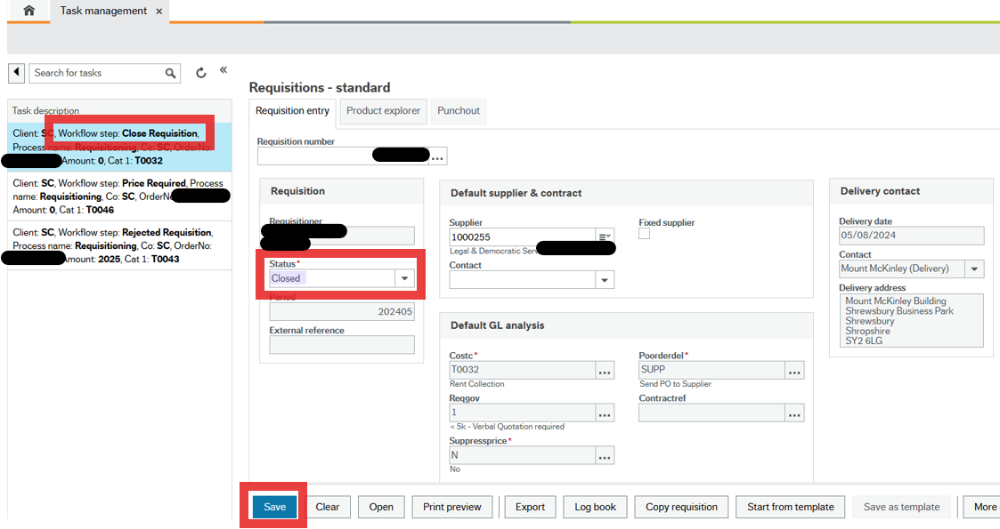 Task management ×
Search for tasks
Requisitions - standard
Task description
Requisition entry
Product explorer
Punchout
Client: SC, Workflow step: Close Requisition,
Process name: Requisitioning, Co: SC, OrderNo:
Amount: 0, Cat 1: T0032
Client: SC, Workflow step: Price Required, Process
name: Requisitioning, Co: SC, OrderNo
Amount: 0, Cat 1: T0046
Client: SC, Workflow step: Rejected Requisition,
Process name: Requisitioning, Co: SC, OrderNo:
Amount: 2025, Cat 1: T0043
Requisition number
...
Requisition
Requisitioner
Status*
Closed
Period
202405
External reference
Default supplier & contract
Supplier
1000255
Legal & Democratic Serv
Contact
Fixed supplier
Default GL analysis
Costc*
T0032
...
Rent Collection
Reqgov
1
...
< 5k - Verbal Quotation required
Suppressprice*
N
...
No
Poorderdel*
SUPP
...
Send PO to Supplier
Contractref
...
Delivery contact
Delivery date
05/08/2024
Contact
Mount McKinley (Delivery)
Delivery address
Mount McKinley Building
Shrewsbury Business Park
Shrewsbury
Shropshire
SY2 6LG
Save
Clear
Open
Print preview
Export
Log book
Copy requisition
Start from template
Save as template
More